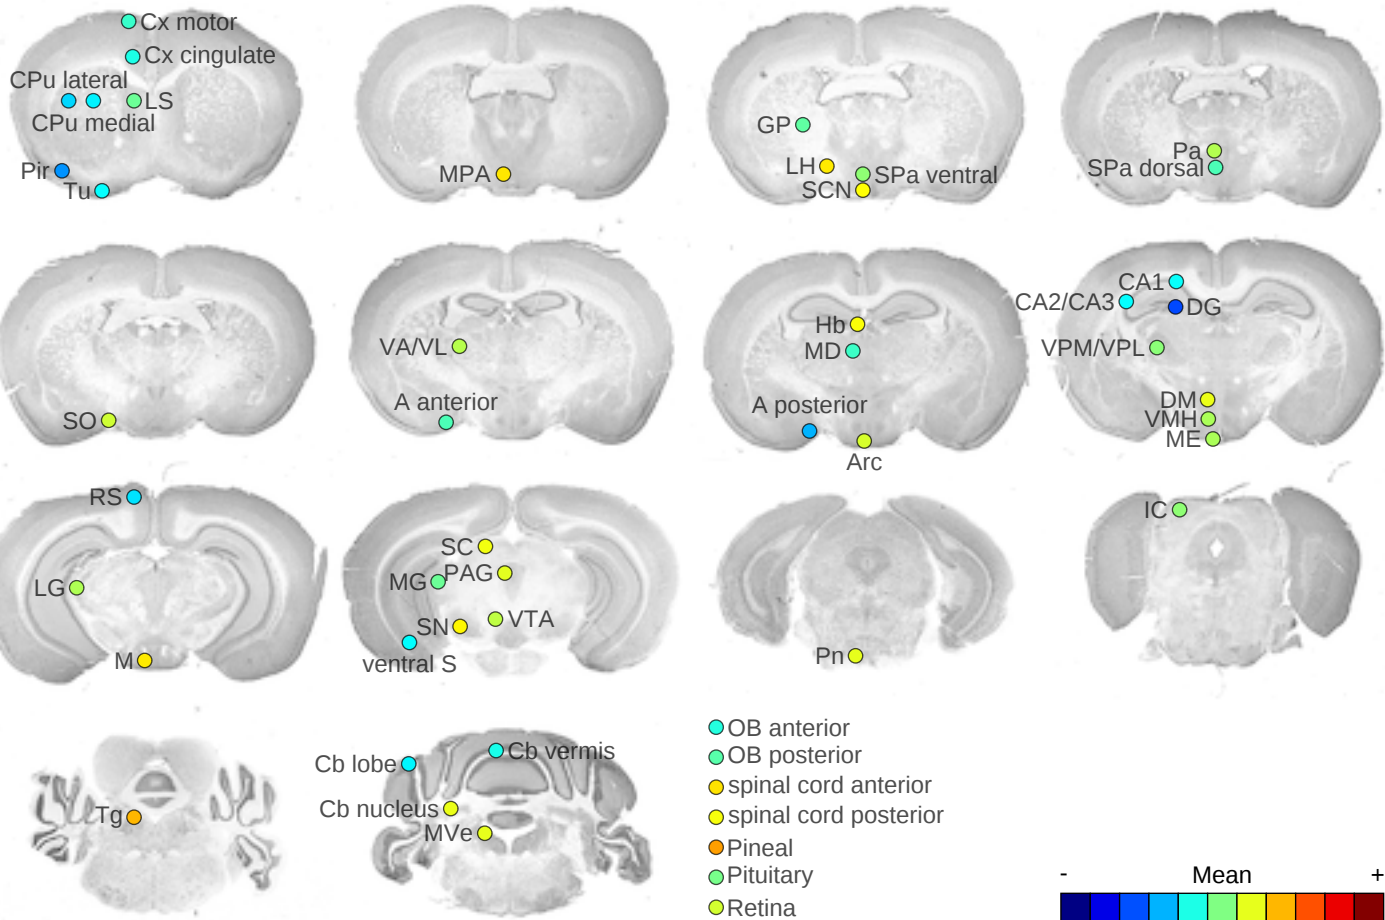 Cx motor
Cx cingulate
CPu lateral
LS
CPu medial
Pir
Tu
MPA
GP
LH
SPa ventral
SCN
Pa
SPa dorsal
SO
VA/VL
A anterior
Hb
MD
A posterior
Arc
CA1
CA2/CA3
DG
VPM/VPL
DM
VMH
ME
RS
LG
M
SC
PAG
MG
VTA
SN
ventral S
Pn
IC
Tg
Cb lobe
Cb vermis
Cb nucleus
MVe
OB anterior
OB posterior
spinal cord anterior
spinal cord posterior
Pineal
Pituitary
Retina
- Mean +